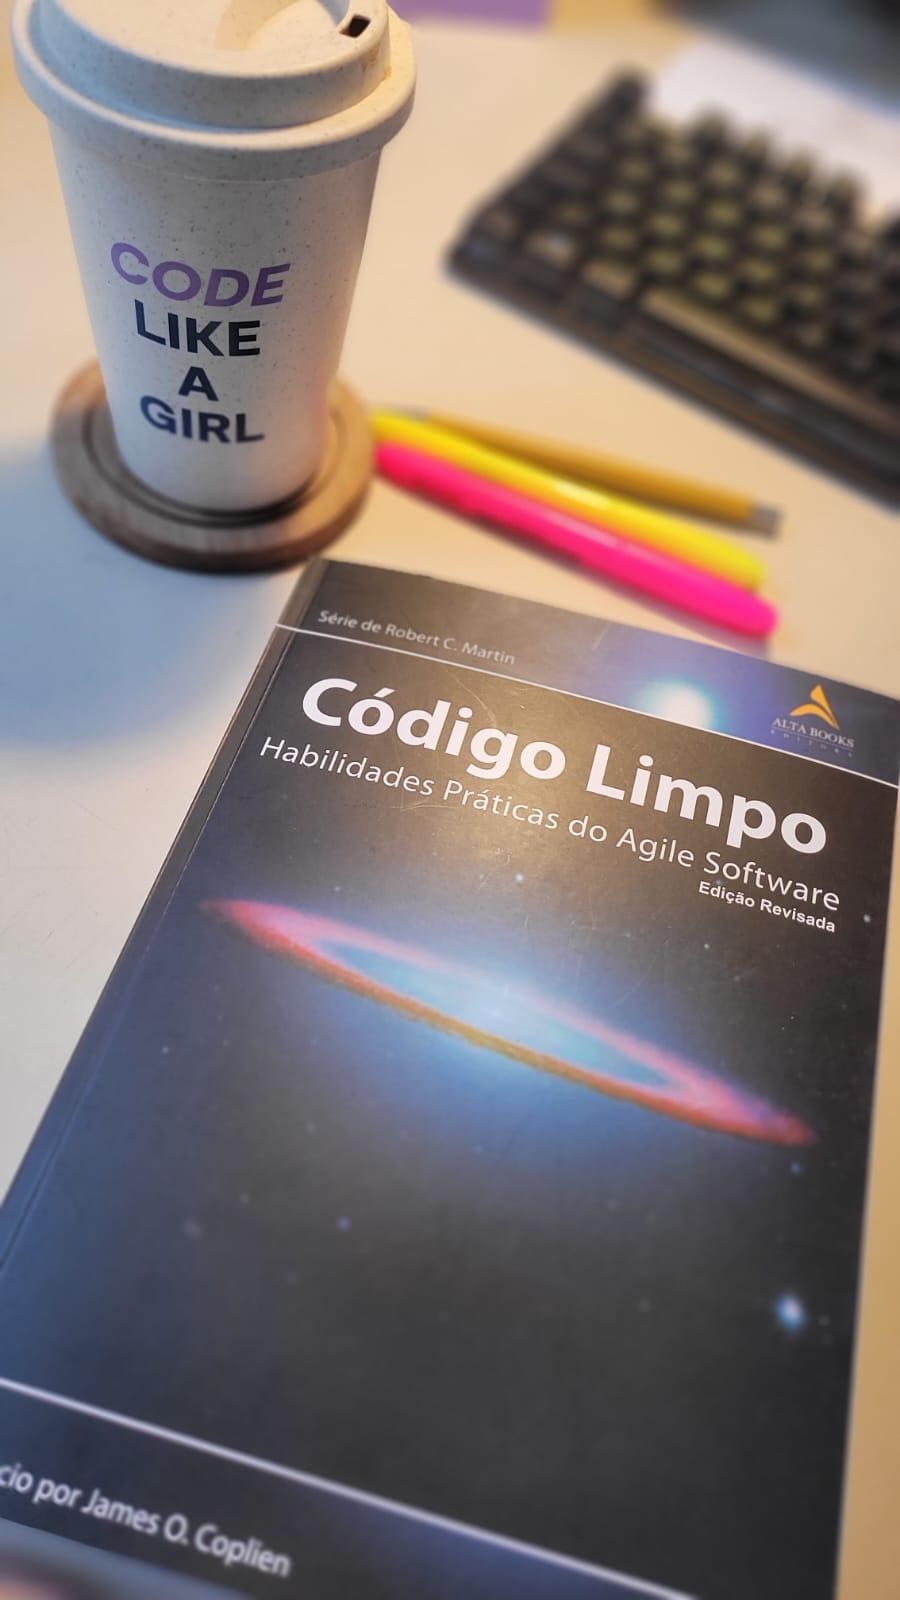 CODE
LIKE
A
GIRL
Série de Robert C. Martin
ALTA BOOKS
EDITORA
Código Limpo
Habilidades Práticas do Agile Software
Edição Revisada
cio por James O. Coplien